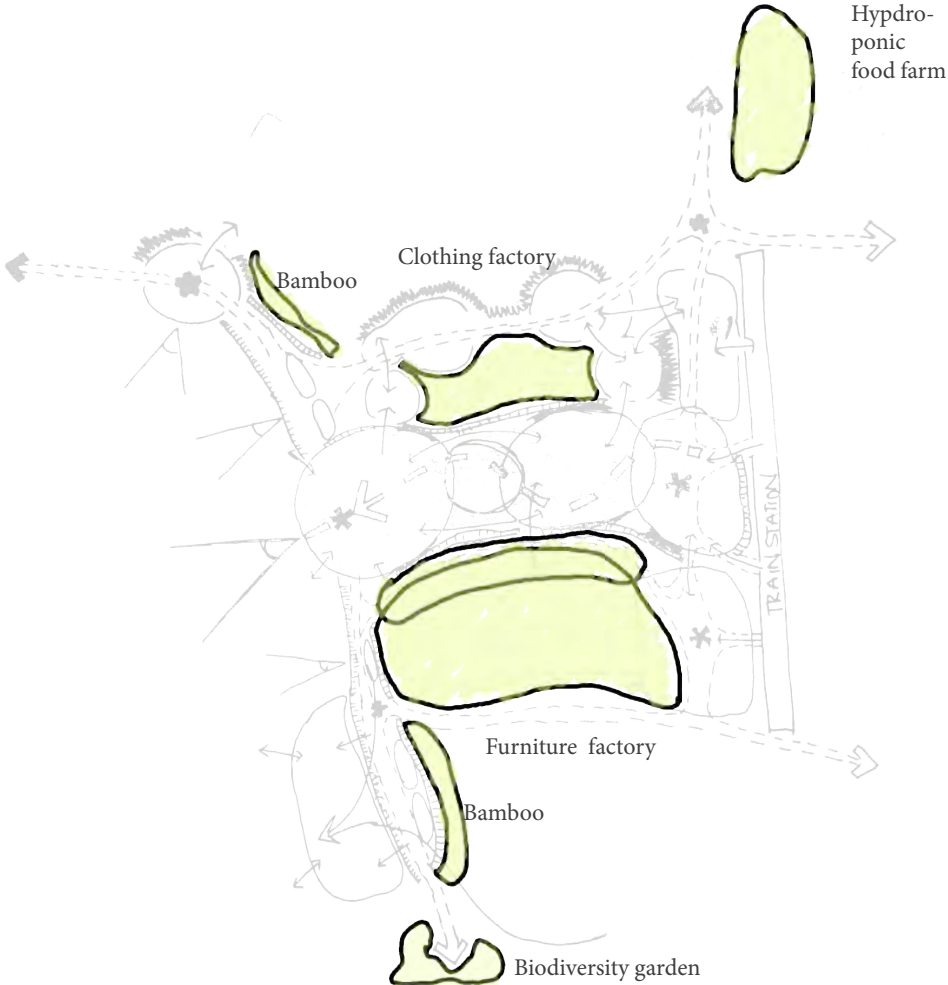 Hypdro-
ponic
food farm
Clothing factory
Bamboo
TRAIN STATION
Furniture factory
Bamboo
Biodiversity garden